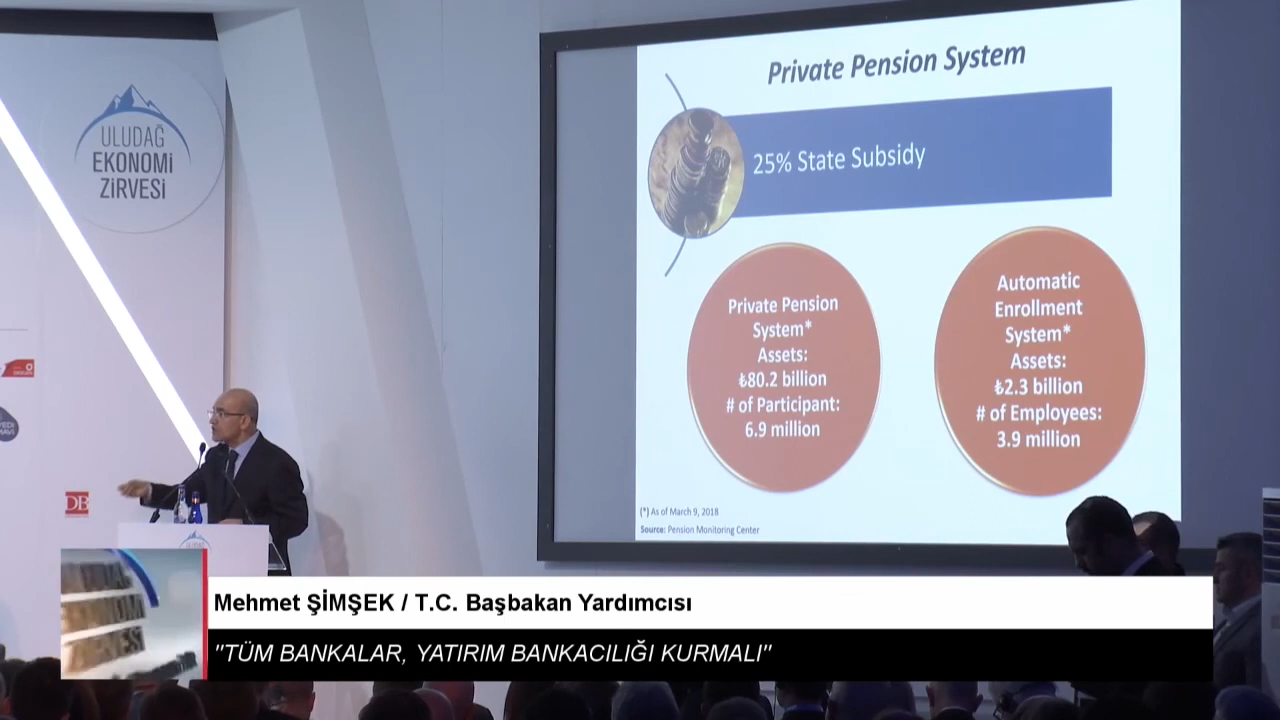 ULUDAĞ
EKONOMİ
ZİRVESİ
Private Pension System
25% State Subsidy
Private Pension
System*
Assets:
₺80.2 billion
# of Participant:
6.9 million
Automatic
Enrollment
System*
Assets:
₺2.3 billion
# of Employees:
3.9 million
(*) As of March 9, 2018
Source: Pension Monitoring Center
DB
Mehmet ŞİMŞEK / T.C. Başbakan Yardımcısı
"TÜM BANKALAR, YATIRIM BANKACILIĞI KURMALI"